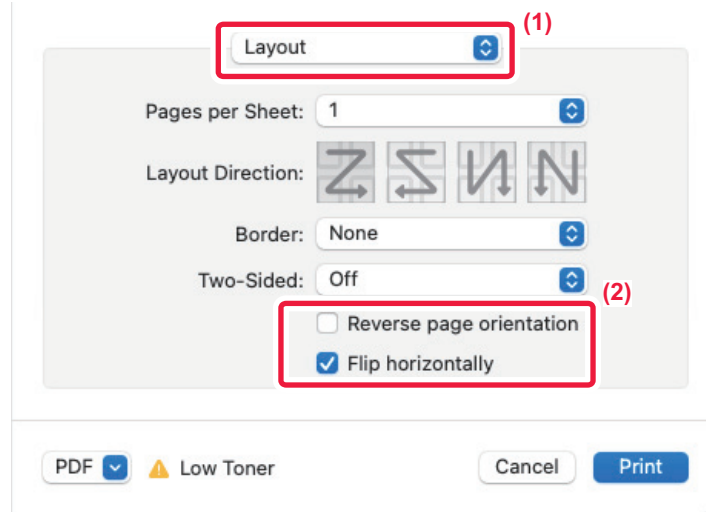 (1)
Layout
Pages per Sheet: 1
Layout Direction:
Border: None
Two-Sided: Off
(2)
Reverse page orientation
Flip horizontally
PDF Low Toner Cancel Print